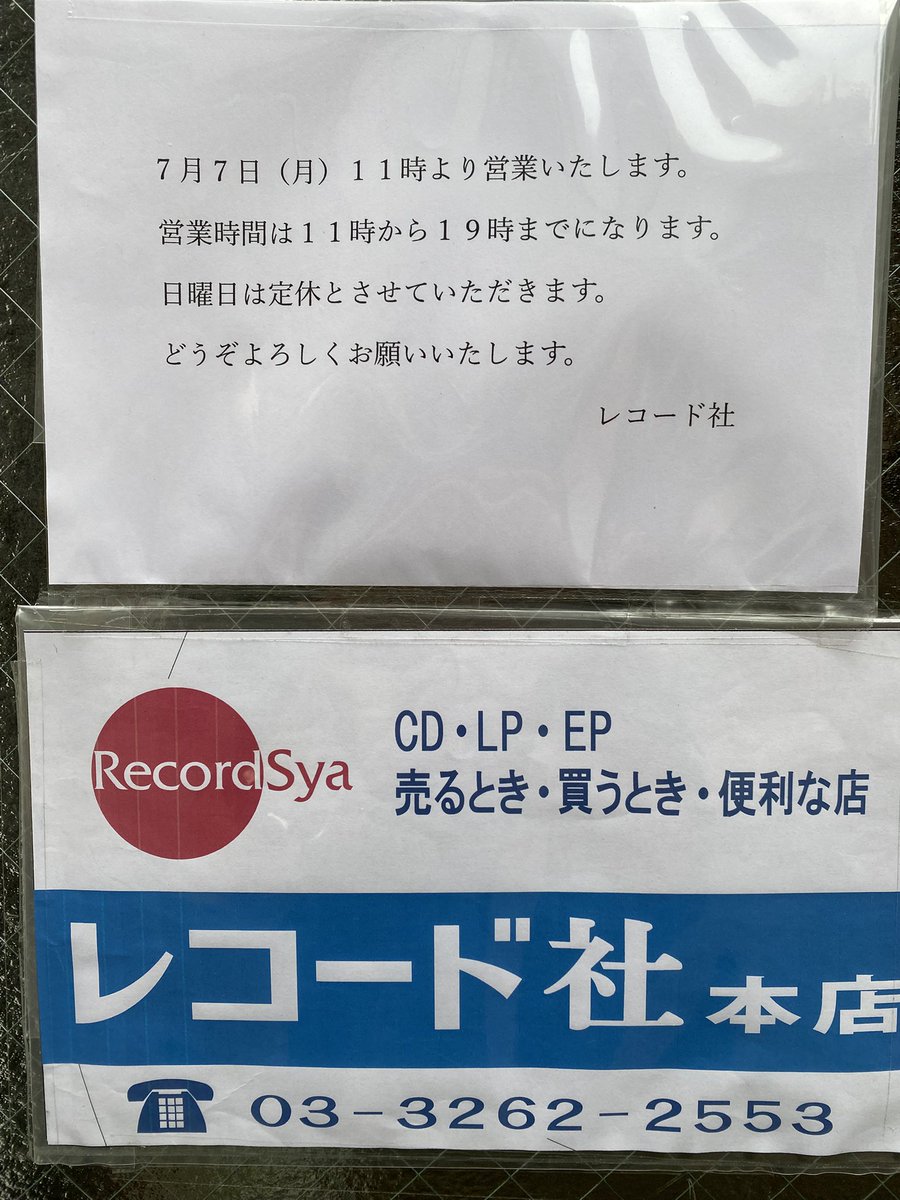 ７月７日（月）１１時より営業いたします。
営業時間は１１時から１９時までになります。
日曜日は定休とさせていただきます。
どうぞよろしくお願いいたします。
レコード社
RecordSya
CD・LP・EP
売るとき・買うとき・便利な店
レコード社 本店
03-3262-2553